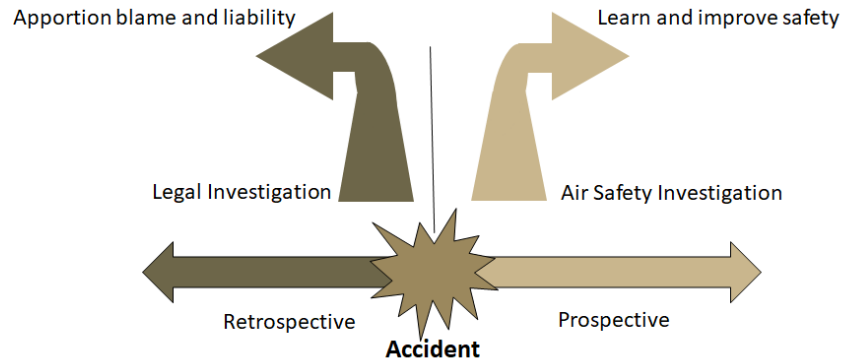 Apportion blame and liability
Learn and improve safety
Legal Investigation
Air Safety Investigation
Retrospective
Prospective
Accident